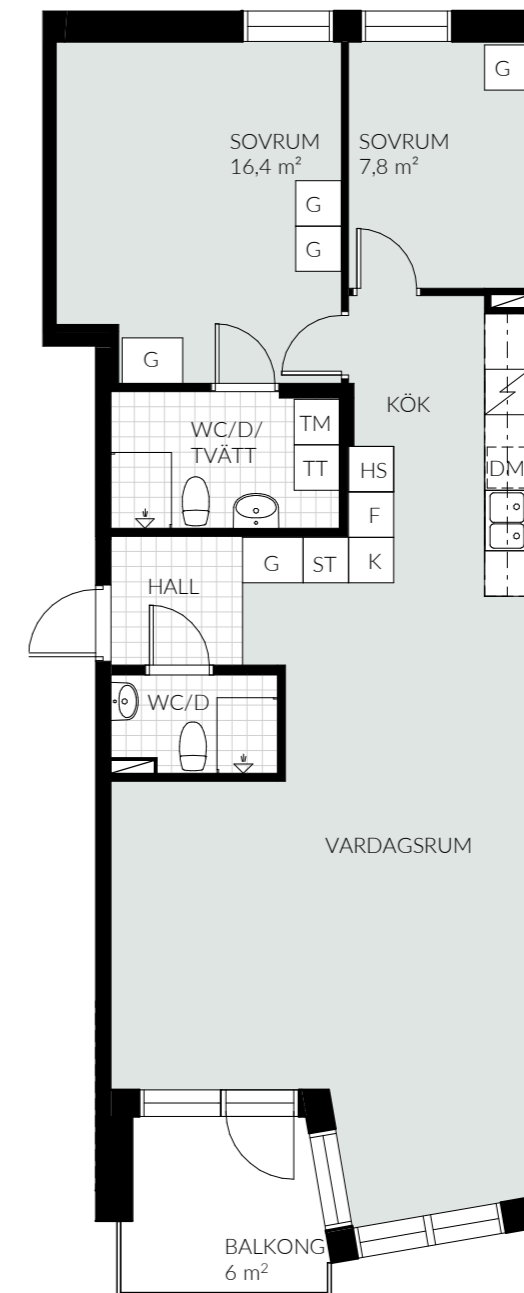 G
SOVRUM
16,4 m²
SOVRUM
7,8 m²
G
G
G
KÖK
WC/D/
TVÄTT
TM
TT
HS
DM
F
G
ST
K
HALL
WC/D
VARDAGSRUM
BALKONG
6 m²